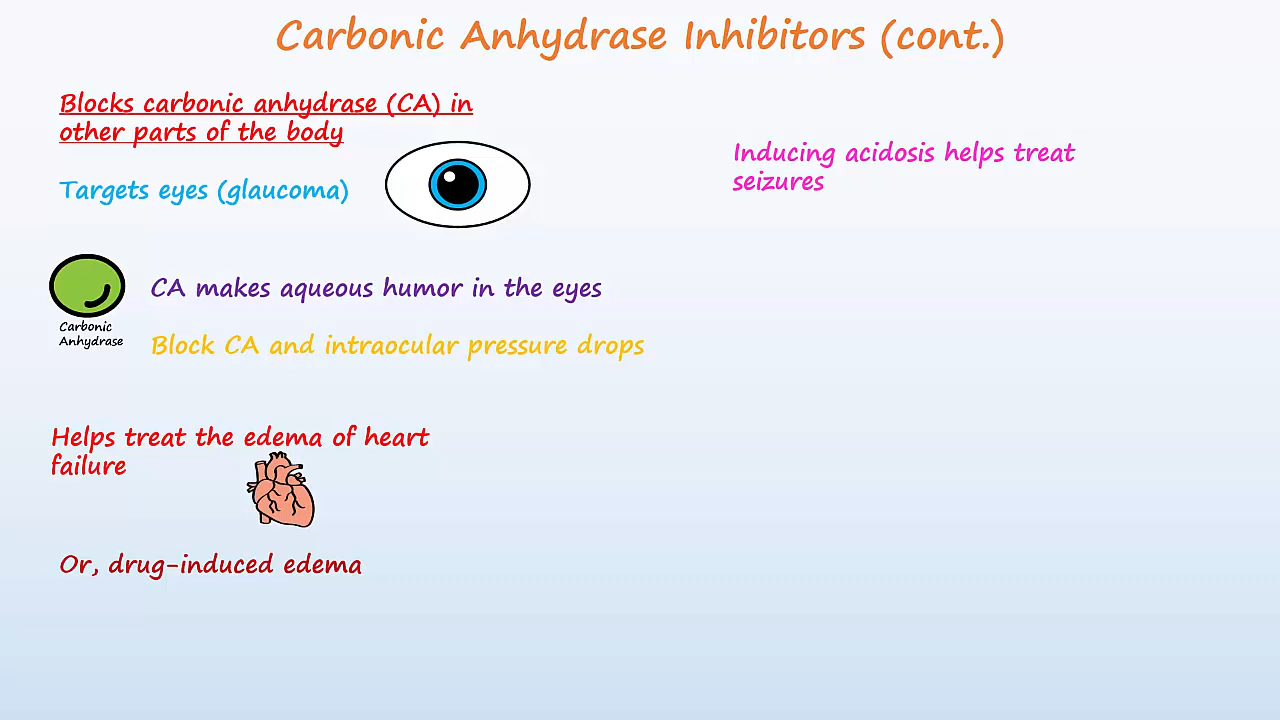 Carbonic Anhydrase Inhibitors (cont.)
Blocks carbonic anhydrase (CA) in
other parts of the body
Targets eyes (glaucoma)
CA makes aqueous humor in the eyes
Carbonic
Anhydrase
Block CA and intraocular pressure drops
Helps treat the edema of heart
failure
Or, drug-induced edema
Inducing acidosis helps treat
seizures